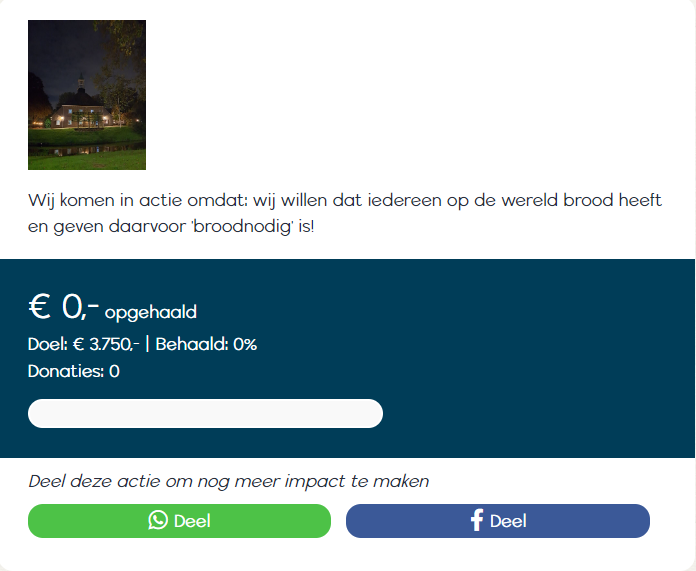 Wij komen in actie omdat: wij willen dat iedereen op de wereld brood heeft
en geven daarvoor 'broodnodig' is!
€ 0,- opgehaald
Doel: € 3.750,- | Behaald: 0%
Donaties: 0
Deel deze actie om nog meer impact te maken
Deel
Deel